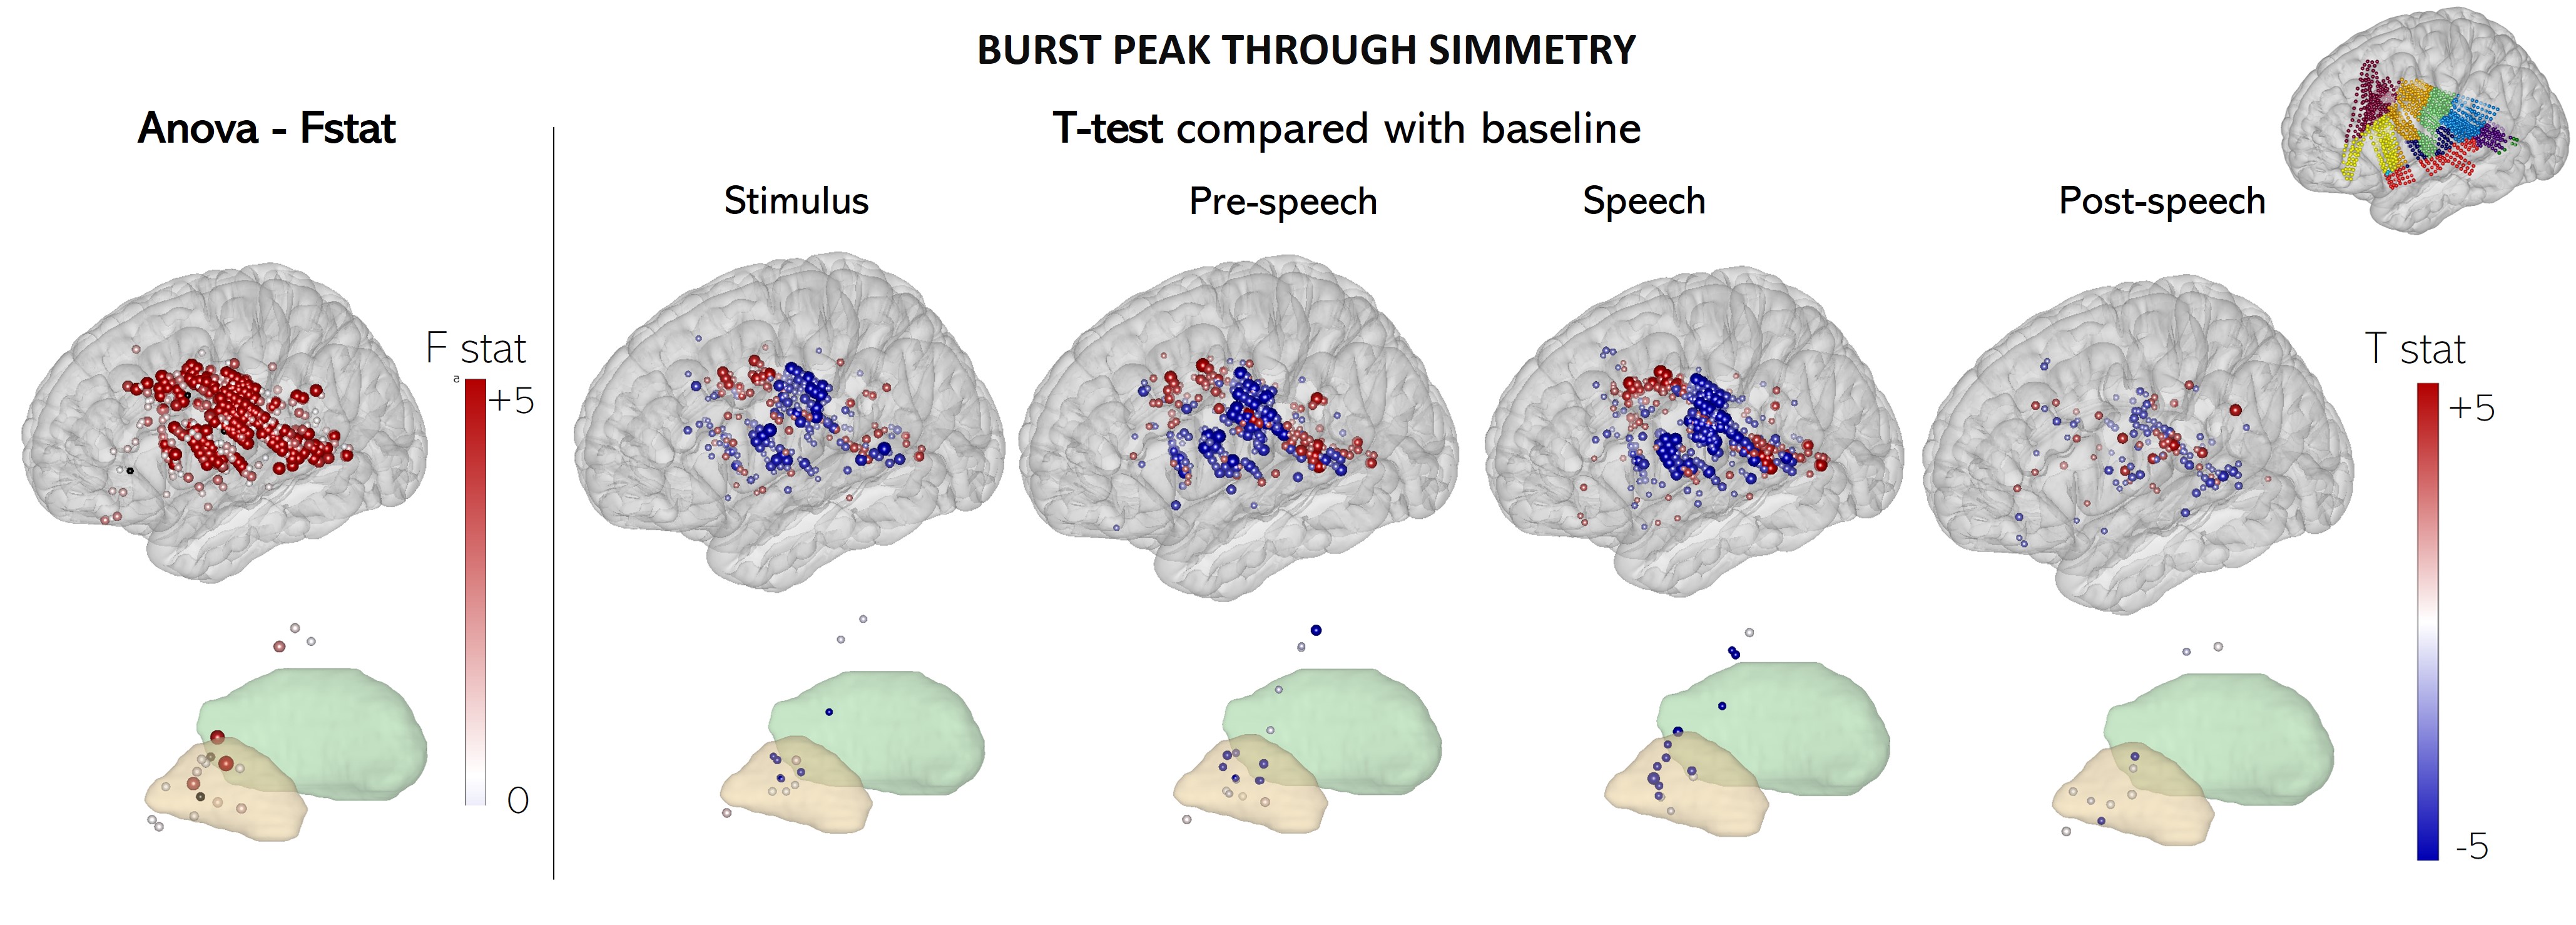 BURST PEAK THROUGH SIMMETRY
Anova - Fstat
T-test compared with baseline
Stimulus
Pre-speech
Speech
Post-speech
F stat
a
+5
0
T stat
+5
-5